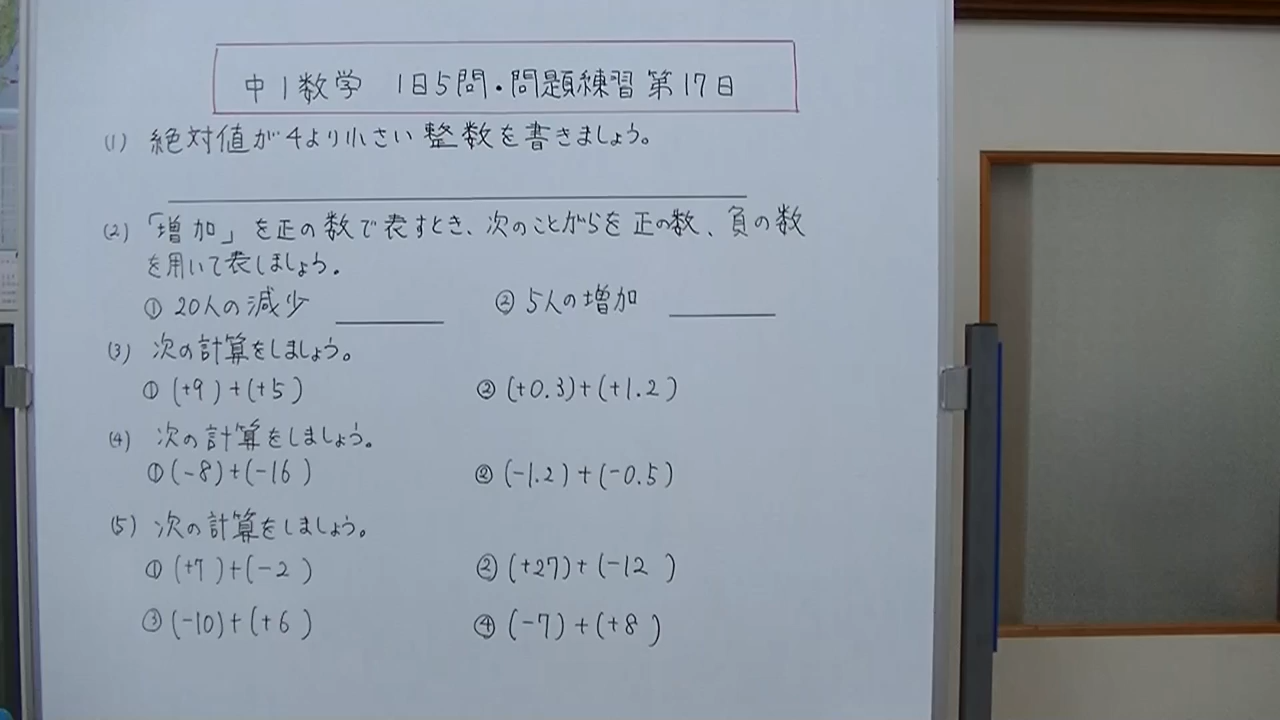 中1数学 1日5問・問題練習 第17日
(1) 絶対値が4より小さい整数を書きましょう。
(2) 「増加」を正の数で表すとき、次のことがらを正の数、負の数
を用いて表しましょう。
① 20人の減少 ② 5人の増加
(3) 次の計算をしましょう。
① (+9)+(+5) ② (+0.3)+(+1.2)
(4) 次の計算をしましょう。
① (-8)+(-16) ② (-1.2)+(-0.5)
(5) 次の計算をしましょう。
① (+7)+(-2) ② (+27)+(-12)
③ (-10)+(+6) ④ (-7)+(+8)